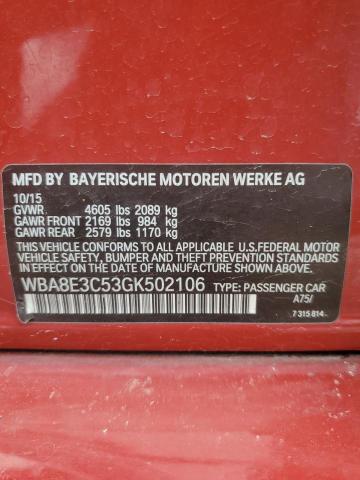 MFD BY BAYERISCHE MOTOREN WERKE AG
10/15
GVWR 4605 lbs 2089 kg
GAWR FRONT 2169 lbs 984 kg
GAWR REAR 2579 lbs 1170 kg
THIS VEHICLE CONFORMS TO ALL APPLICABLE U.S. FEDERAL MOTOR
VEHICLE SAFETY, BUMPER, AND THEFT PREVENTION STANDARDS
IN EFFECT ON THE DATE OF MANUFACTURE SHOWN ABOVE.
WBA8E3C53GK502106 TYPE: PASSENGER CAR
A75/
7 315 814